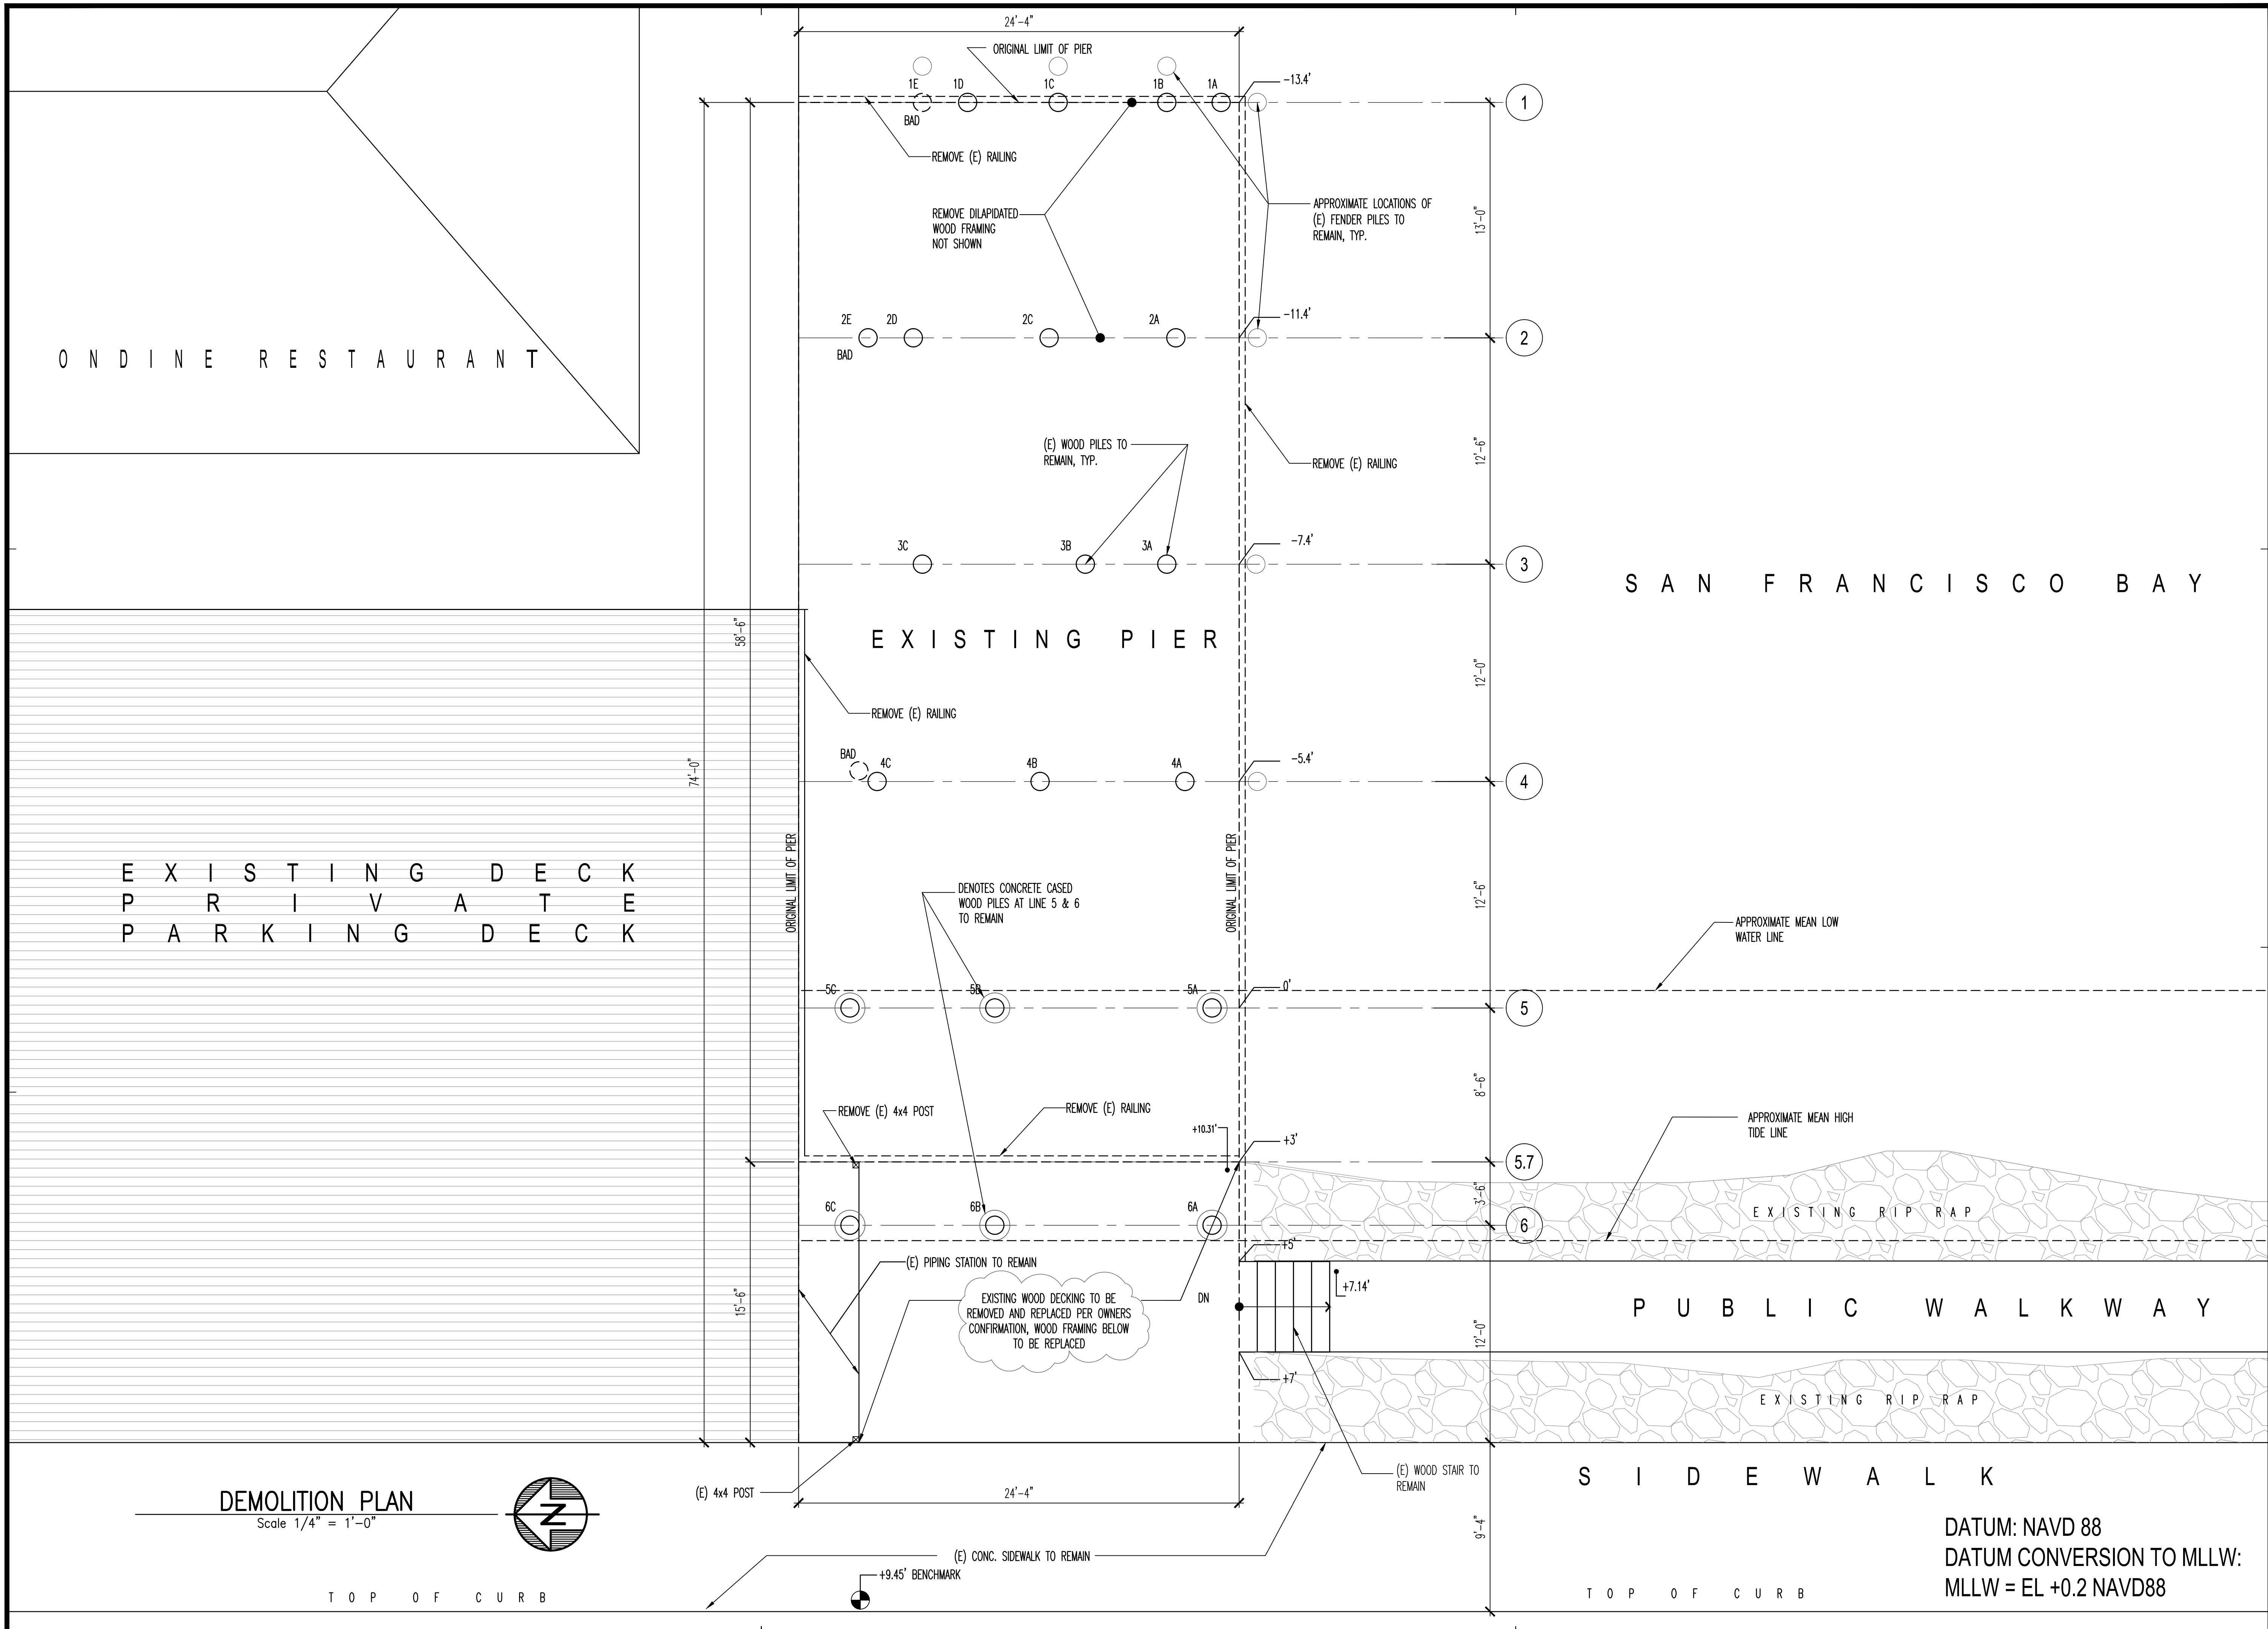 24'-4"
ORIGINAL LIMIT OF PIER
1E
1D
1C
1B
1A
-13.4'
1
BAD
REMOVE (E) RAILING
REMOVE DILAPIDATED
WOOD FRAMING
NOT SHOWN
APPROXIMATE LOCATIONS OF
(E) FENDER PILES TO
REMAIN, TYP.
13'-0"
2E
2D
2C
2A
-11.4'
2
BAD
ONDINE RESTAURANT
(E) WOOD PILES TO
REMAIN, TYP.
REMOVE (E) RAILING
12'-6"
3C
3B
3A
-7.4'
3
SAN FRANCISCO BAY
58'-6"
EXISTING PIER
12'-0"
REMOVE (E) RAILING
74'-0"
BAD
4C
4B
4A
-5.4'
4
ORIGINAL LIMIT OF PIER
ORIGINAL LIMIT OF PIER
EXISTING DECK
PRIVATE
PARKING DECK
DENOTES CONCRETE CASED
WOOD PILES AT LINE 5 & 6
TO REMAIN
12'-6"
APPROXIMATE MEAN LOW
WATER LINE
5C
5B
5A
0'
5
8'-6"
REMOVE (E) 4x4 POST
REMOVE (E) RAILING
+10.31'
+3'
APPROXIMATE MEAN HIGH
TIDE LINE
5.7
3'-6"
6C
6B
6A
6
EXISTING RIP RAP
+5'
(E) PIPING STATION TO REMAIN
15'-6"
EXISTING WOOD DECKING TO BE
REMOVED AND REPLACED PER OWNERS
CONFIRMATION, WOOD FRAMING BELOW
TO BE REPLACED
DN
+7.14'
PUBLIC WALKWAY
12'-0"
+7'
EXISTING RIP RAP
(E) WOOD STAIR TO
REMAIN
SIDEWALK
(E) 4x4 POST
24'-4"
DEMOLITION PLAN
Scale 1/4" = 1'-0"
N
9'-4"
(E) CONC. SIDEWALK TO REMAIN
+9.45' BENCHMARK
TOP OF CURB
TOP OF CURB
DATUM: NAVD 88
DATUM CONVERSION TO MLLW:
MLLW = EL +0.2 NAVD88